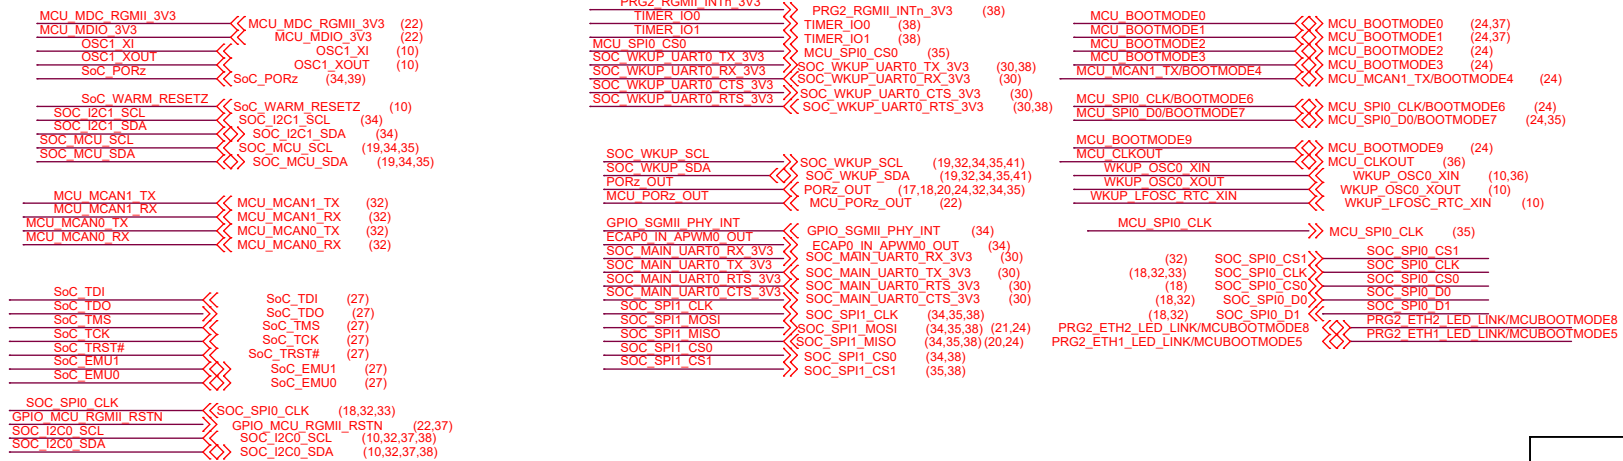 MCU_MDC_RGMII_3V3 MCU_MDC_RGMII_3V3 (22)
MCU_MDIO_3V3 MCU_MDIO_3V3 (22)
OSC1_XI OSC1_XI (10)
OSC1_XOUT OSC1_XOUT (10)
SoC_PORz SoC_PORz (34,39)
SoC_WARM_RESETZ SoC_WARM_RESETZ (10)
SOC_I2C1_SCL SOC_I2C1_SCL (34)
SOC_I2C1_SDA SOC_I2C1_SDA (34)
SOC_MCU_SCL SOC_MCU_SCL (19,34,35)
SOC_MCU_SDA SOC_MCU_SDA (19,34,35)
MCU_MCAN1_TX MCU_MCAN1_TX (32)
MCU_MCAN1_RX MCU_MCAN1_RX (32)
MCU_MCAN0_TX MCU_MCAN0_TX (32)
MCU_MCAN0_RX MCU_MCAN0_RX (32)
SoC_TDI SoC_TDI (27)
SoC_TDO SoC_TDO (27)
SoC_TMS SoC_TMS (27)
SoC_TCK SoC_TCK (27)
SoC_TRST# SoC_TRST# (27)
SoC_EMU1 SoC_EMU1 (27)
SoC_EMU0 SoC_EMU0 (27)
SOC_SPI0_CLK SOC_SPI0_CLK (18,32,33)
GPIO_MCU_RGMII_RSTN GPIO_MCU_RGMII_RSTN (22,37)
SOC_I2C0_SCL SOC_I2C0_SCL (10,32,37,38)
SOC_I2C0_SDA SOC_I2C0_SDA (10,32,37,38)
PRG2_RGMII_INTn_3V3 PRG2_RGMII_INTn_3V3 (38)
TIMER_IO0 TIMER_IO0 (38)
TIMER_IO1 TIMER_IO1 (38)
MCU_SPI0_CS0 MCU_SPI0_CS0 (35)
SOC_WKUP_UART0_TX_3V3 SOC_WKUP_UART0_TX_3V3 (30,38)
SOC_WKUP_UART0_RX_3V3 SOC_WKUP_UART0_RX_3V3 (30)
SOC_WKUP_UART0_CTS_3V3 SOC_WKUP_UART0_CTS_3V3 (30)
SOC_WKUP_UART0_RTS_3V3 SOC_WKUP_UART0_RTS_3V3 (30,38)
SOC_WKUP_SCL SOC_WKUP_SCL (19,32,34,35,41)
SOC_WKUP_SDA SOC_WKUP_SDA (19,32,34,35,41)
PORz_OUT PORz_OUT (17,18,20,24,32,34,35)
MCU_PORz_OUT MCU_PORz_OUT (22)
GPIO_SGMII_PHY_INT GPIO_SGMII_PHY_INT (34)
ECAP0_IN_APWM0_OUT ECAP0_IN_APWM0_OUT (34)
SOC_MAIN_UART0_RX_3V3 SOC_MAIN_UART0_RX_3V3 (30)
SOC_MAIN_UART0_TX_3V3 SOC_MAIN_UART0_TX_3V3 (30)
SOC_MAIN_UART0_RTS_3V3 SOC_MAIN_UART0_RTS_3V3 (30)
SOC_MAIN_UART0_CTS_3V3 SOC_MAIN_UART0_CTS_3V3 (30)
SOC_SPI1_CLK SOC_SPI1_CLK (34,35,38)
SOC_SPI1_MOSI SOC_SPI1_MOSI (34,35,38)
SOC_SPI1_MISO SOC_SPI1_MISO (34,35,38)
SOC_SPI1_CS0 SOC_SPI1_CS0 (34,38)
SOC_SPI1_CS1 SOC_SPI1_CS1 (35,38)
MCU_BOOTMODE0 MCU_BOOTMODE0 (24,37)
MCU_BOOTMODE1 MCU_BOOTMODE1 (24,37)
MCU_BOOTMODE2 MCU_BOOTMODE2 (24)
MCU_BOOTMODE3 MCU_BOOTMODE3 (24)
MCU_MCAN1_TX/BOOTMODE4 MCU_MCAN1_TX/BOOTMODE4 (24)
MCU_SPI0_CLK/BOOTMODE6 MCU_SPI0_CLK/BOOTMODE6 (24)
MCU_SPI0_D0/BOOTMODE7 MCU_SPI0_D0/BOOTMODE7 (24,35)
MCU_BOOTMODE9 MCU_BOOTMODE9 (24)
MCU_CLKOUT MCU_CLKOUT (36)
WKUP_OSC0_XIN WKUP_OSC0_XIN (10,36)
WKUP_OSC0_XOUT WKUP_OSC0_XOUT (10)
WKUP_LFOSC_RTC_XIN WKUP_LFOSC_RTC_XIN (10)
MCU_SPI0_CLK MCU_SPI0_CLK (35)
(32) SOC_SPI0_CS1 SOC_SPI0_CS1
(18,32,33) SOC_SPI0_CLK SOC_SPI0_CLK
(18) SOC_SPI0_CS0 SOC_SPI0_CS0
(18,32) SOC_SPI0_D0 SOC_SPI0_D0
(18,32) SOC_SPI0_D1 SOC_SPI0_D1
(21,24) PRG2_ETH2_LED_LINK/MCUBOOTMODE8 PRG2_ETH2_LED_LINK/MCUBOOTMODE8
(20,24) PRG2_ETH1_LED_LINK/MCUBOOTMODE5 PRG2_ETH1_LED_LINK/MCUBOOTMODE5